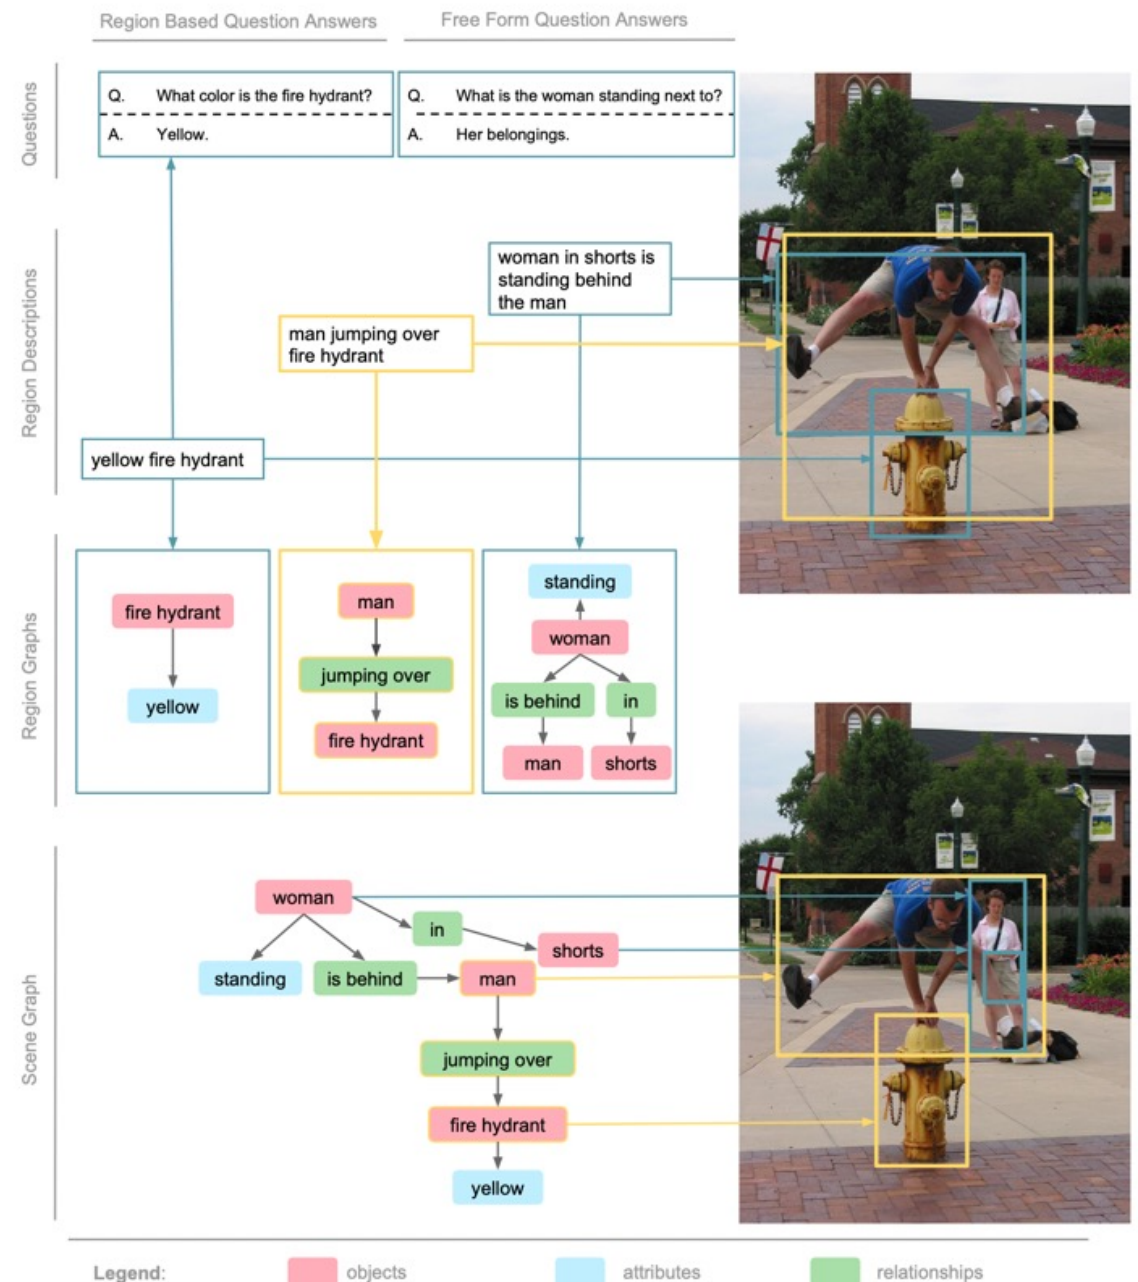 Region Based Question Answers
Free Form Question Answers
Questions
Q. What color is the fire hydrant?
A. Yellow.
Q. What is the woman standing next to?
A. Her belongings.
Region Descriptions
woman in shorts is
standing behind
the man
man jumping over
fire hydrant
yellow fire hydrant
Region Graphs
fire hydrant
yellow
man
jumping over
fire hydrant
standing
woman
is behind
in
man
shorts
Scene Graph
woman
in
shorts
standing
is behind
man
jumping over
fire hydrant
yellow
Legend:
objects
attributes
relationships